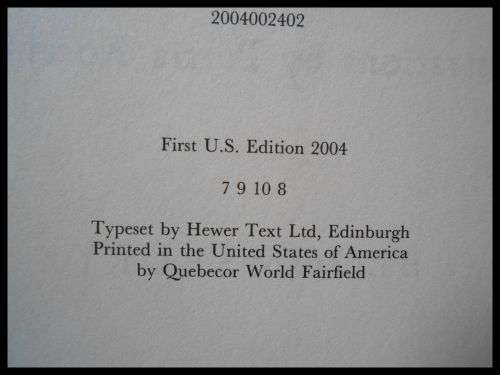 2004002402
First U.S. Edition 2004
7 9 10 8
Typeset by Hewer Text Ltd, Edinburgh
Printed in the United States of America
by Quebecor World Fairfield